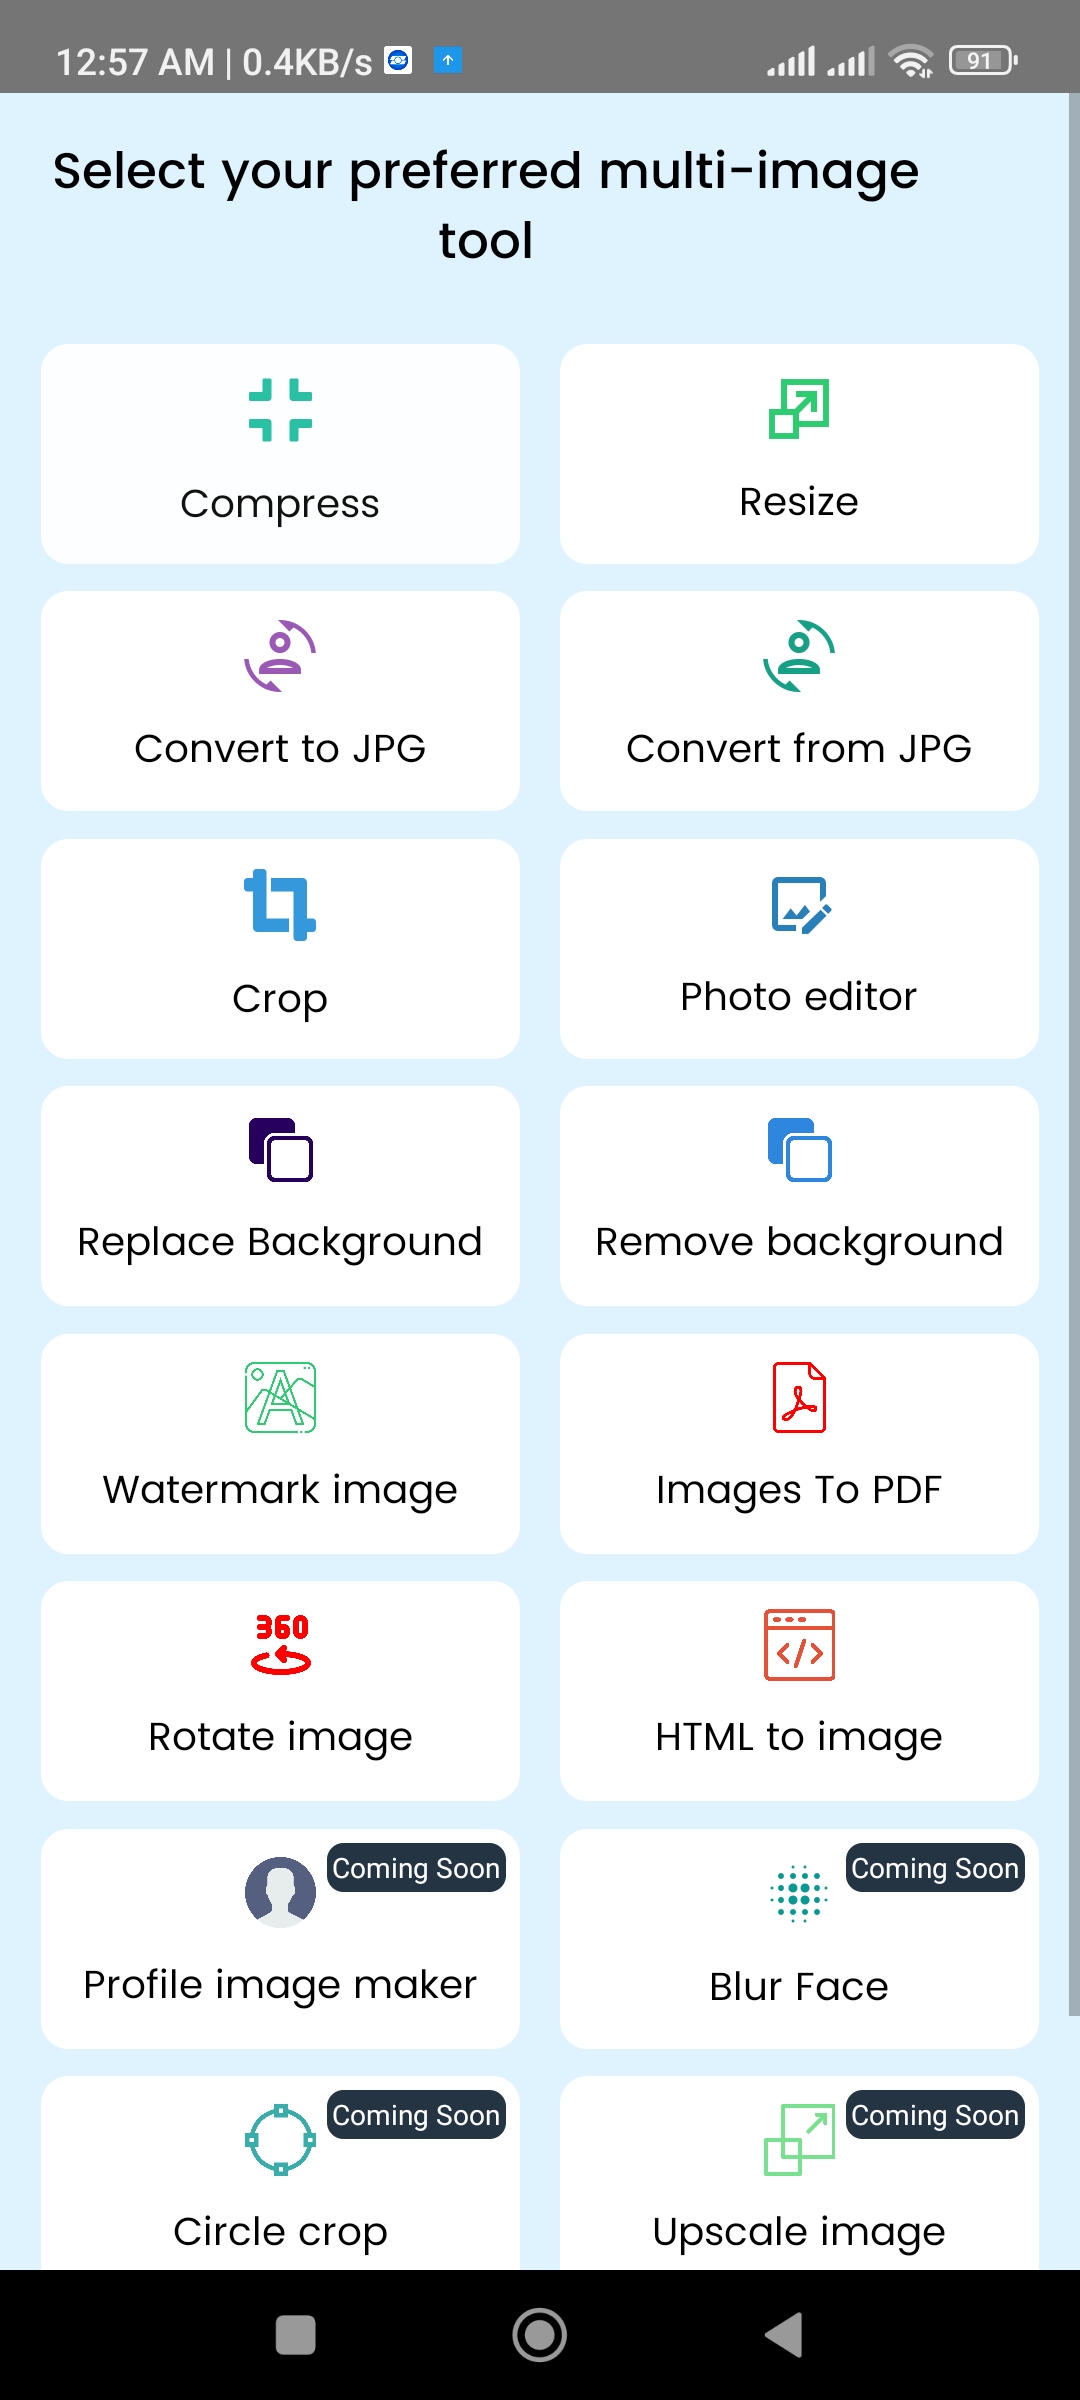 12:57 AM | 0.4KB/s
91
Select your preferred multi-image
tool
Compress
Resize
Convert to JPG
Convert from JPG
Crop
Photo editor
Replace Background
Remove background
A
Watermark image
Images To PDF
360
Rotate image
</>
HTML to image
Coming Soon
Profile image maker
Coming Soon
Blur Face
Coming Soon
Circle crop
Coming Soon
Upscale image